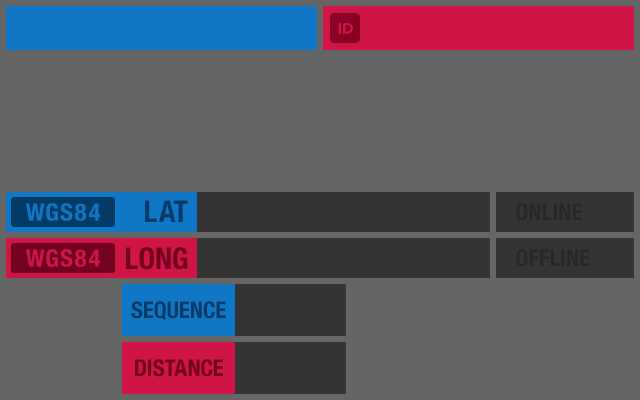 ID
WGS84 LAT ONLINE
WGS84 LONG OFFLINE
SEQUENCE
DISTANCE